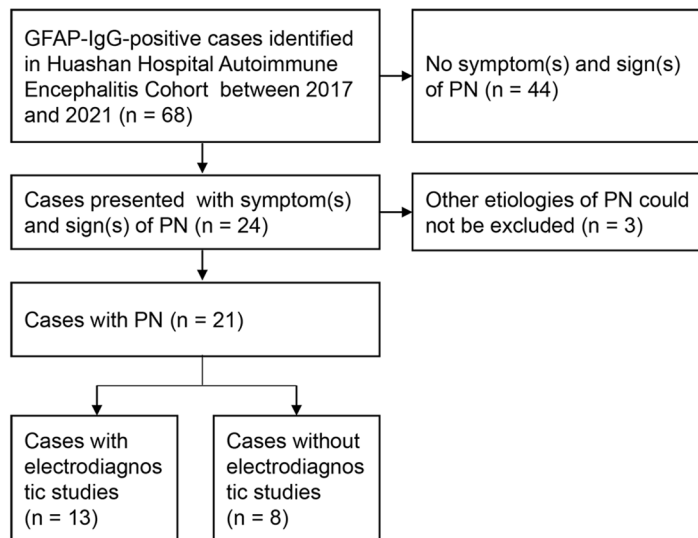 GFAP-IgG-positive cases identified
in Huashan Hospital Autoimmune
Encephalitis Cohort between 2017
and 2021 (n = 68)
No symptom(s) and sign(s)
of PN (n = 44)
Cases presented with symptom(s)
and sign(s) of PN (n = 24)
Other etiologies of PN could
not be excluded (n = 3)
Cases with PN (n = 21)
Cases with
electrodiagnos
tic studies
(n = 13)
Cases without
electrodiagnos
tic studies
(n = 8)